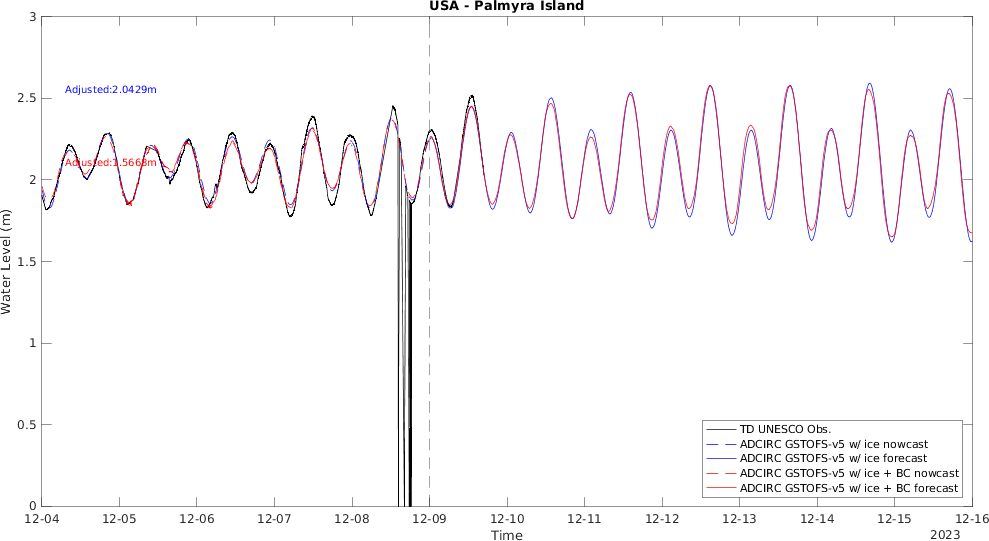 USA - Palmyra Island
3
2.5
2
1.5
1
0.5
0
Water Level (m)
Adjusted:2.0429m
Adjusted:1.5663m
TD UNESCO Obs.
ADCIRC GSTOFS-v5 w/ ice nowcast
ADCIRC GSTOFS-v5 w/ ice forecast
ADCIRC GSTOFS-v5 w/ ice + BC nowcast
ADCIRC GSTOFS-v5 w/ ice + BC forecast
12-04 12-05 12-06 12-07 12-08 12-09 12-10 12-11 12-12 12-13 12-14 12-15 12-16
Time
2023